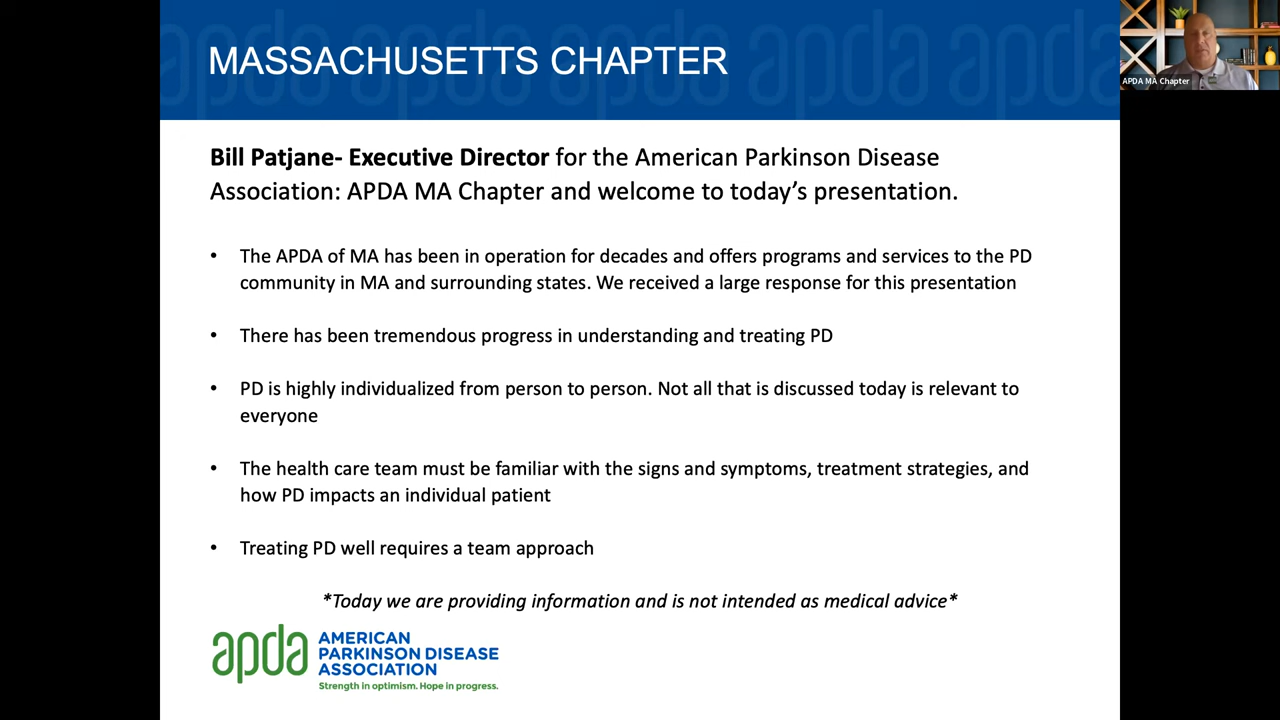 MASSACHUSETTS CHAPTER
APDA MA Chapter
Bill Patjane- Executive Director for the American Parkinson Disease
Association: APDA MA Chapter and welcome to today’s presentation.
• The APDA of MA has been in operation for decades and offers programs and services to the PD
community in MA and surrounding states. We received a large response for this presentation
• There has been tremendous progress in understanding and treating PD
• PD is highly individualized from person to person. Not all that is discussed today is relevant to
everyone
• The health care team must be familiar with the signs and symptoms, treatment strategies, and
how PD impacts an individual patient
• Treating PD well requires a team approach
*Today we are providing information and is not intended as medical advice*
apda
AMERICAN
PARKINSON DISEASE
ASSOCIATION
Strength in optimism. Hope in progress.